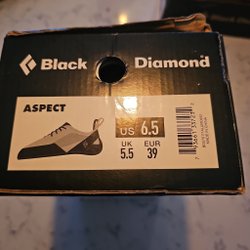 Black Diamond
ASPECT
US 6.5
UK EUR
5.5 39